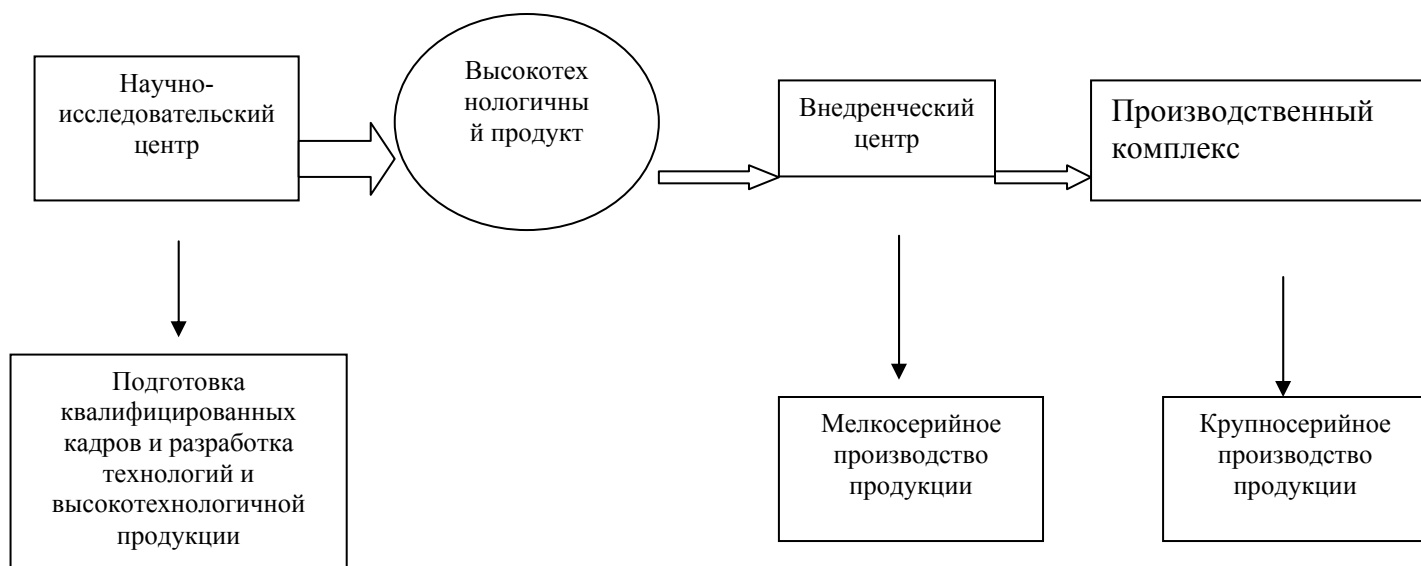 Научно-
исследовательский
центр
Высокотех
нологичны
й продукт
Внедренческий
центр
Производственный
комплекс
Подготовка
квалифицированных
кадров и разработка
технологий и
высокотехнологичной
продукции
Мелкосерийное
производство
продукции
Крупносерийное
производство
продукции